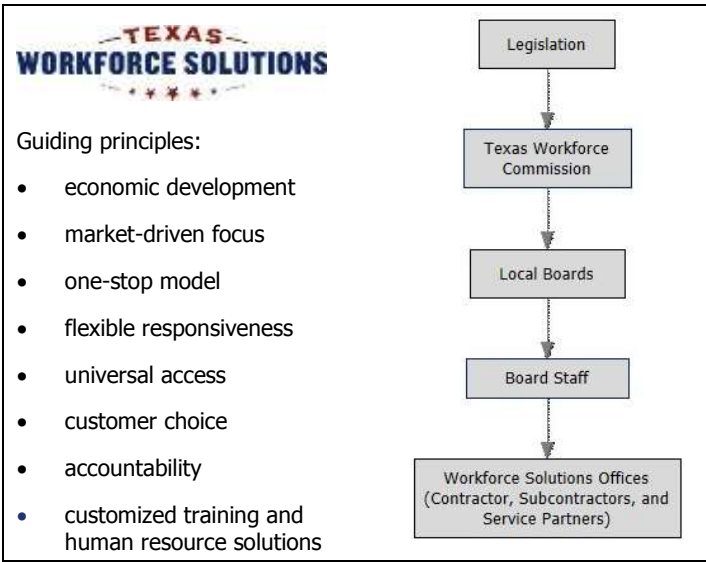 TEXAS
WORKFORCE SOLUTIONS
Guiding principles:
• economic development
• market-driven focus
• one-stop model
• flexible responsiveness
• universal access
• customer choice
• accountability
• customized training and
human resource solutions
Legislation
Texas Workforce
Commission
Local Boards
Board Staff
Workforce Solutions Offices
(Contractor, Subcontractors, and
Service Partners)